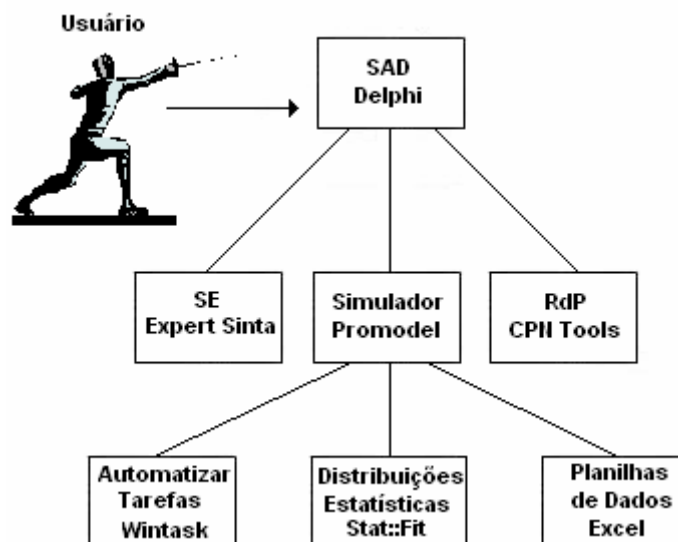 Usuário
SAD
Delphi
SE
Expert Sinta
Simulador
Promodel
RdP
CPN Tools
Automatizar
Tarefas
Wintask
Distribuições
Estatísticas
Stat::Fit
Planilhas
de Dados
Excel